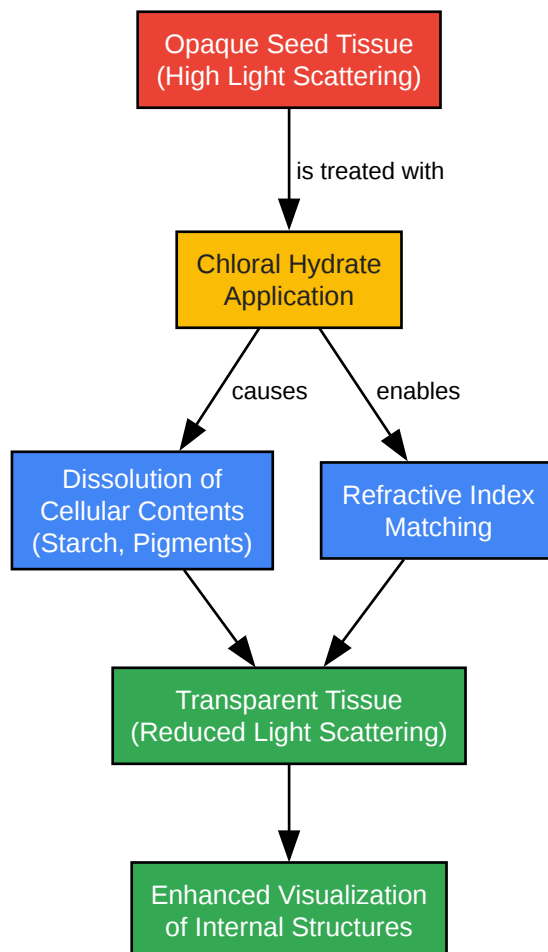 Opaque Seed Tissue
(High Light Scattering)
is treated with
Chloral Hydrate
Application
causes
enables
Dissolution of
Cellular Contents
(Starch, Pigments)
Refractive Index
Matching
Transparent Tissue
(Reduced Light Scattering)
Enhanced Visualization
of Internal Structures